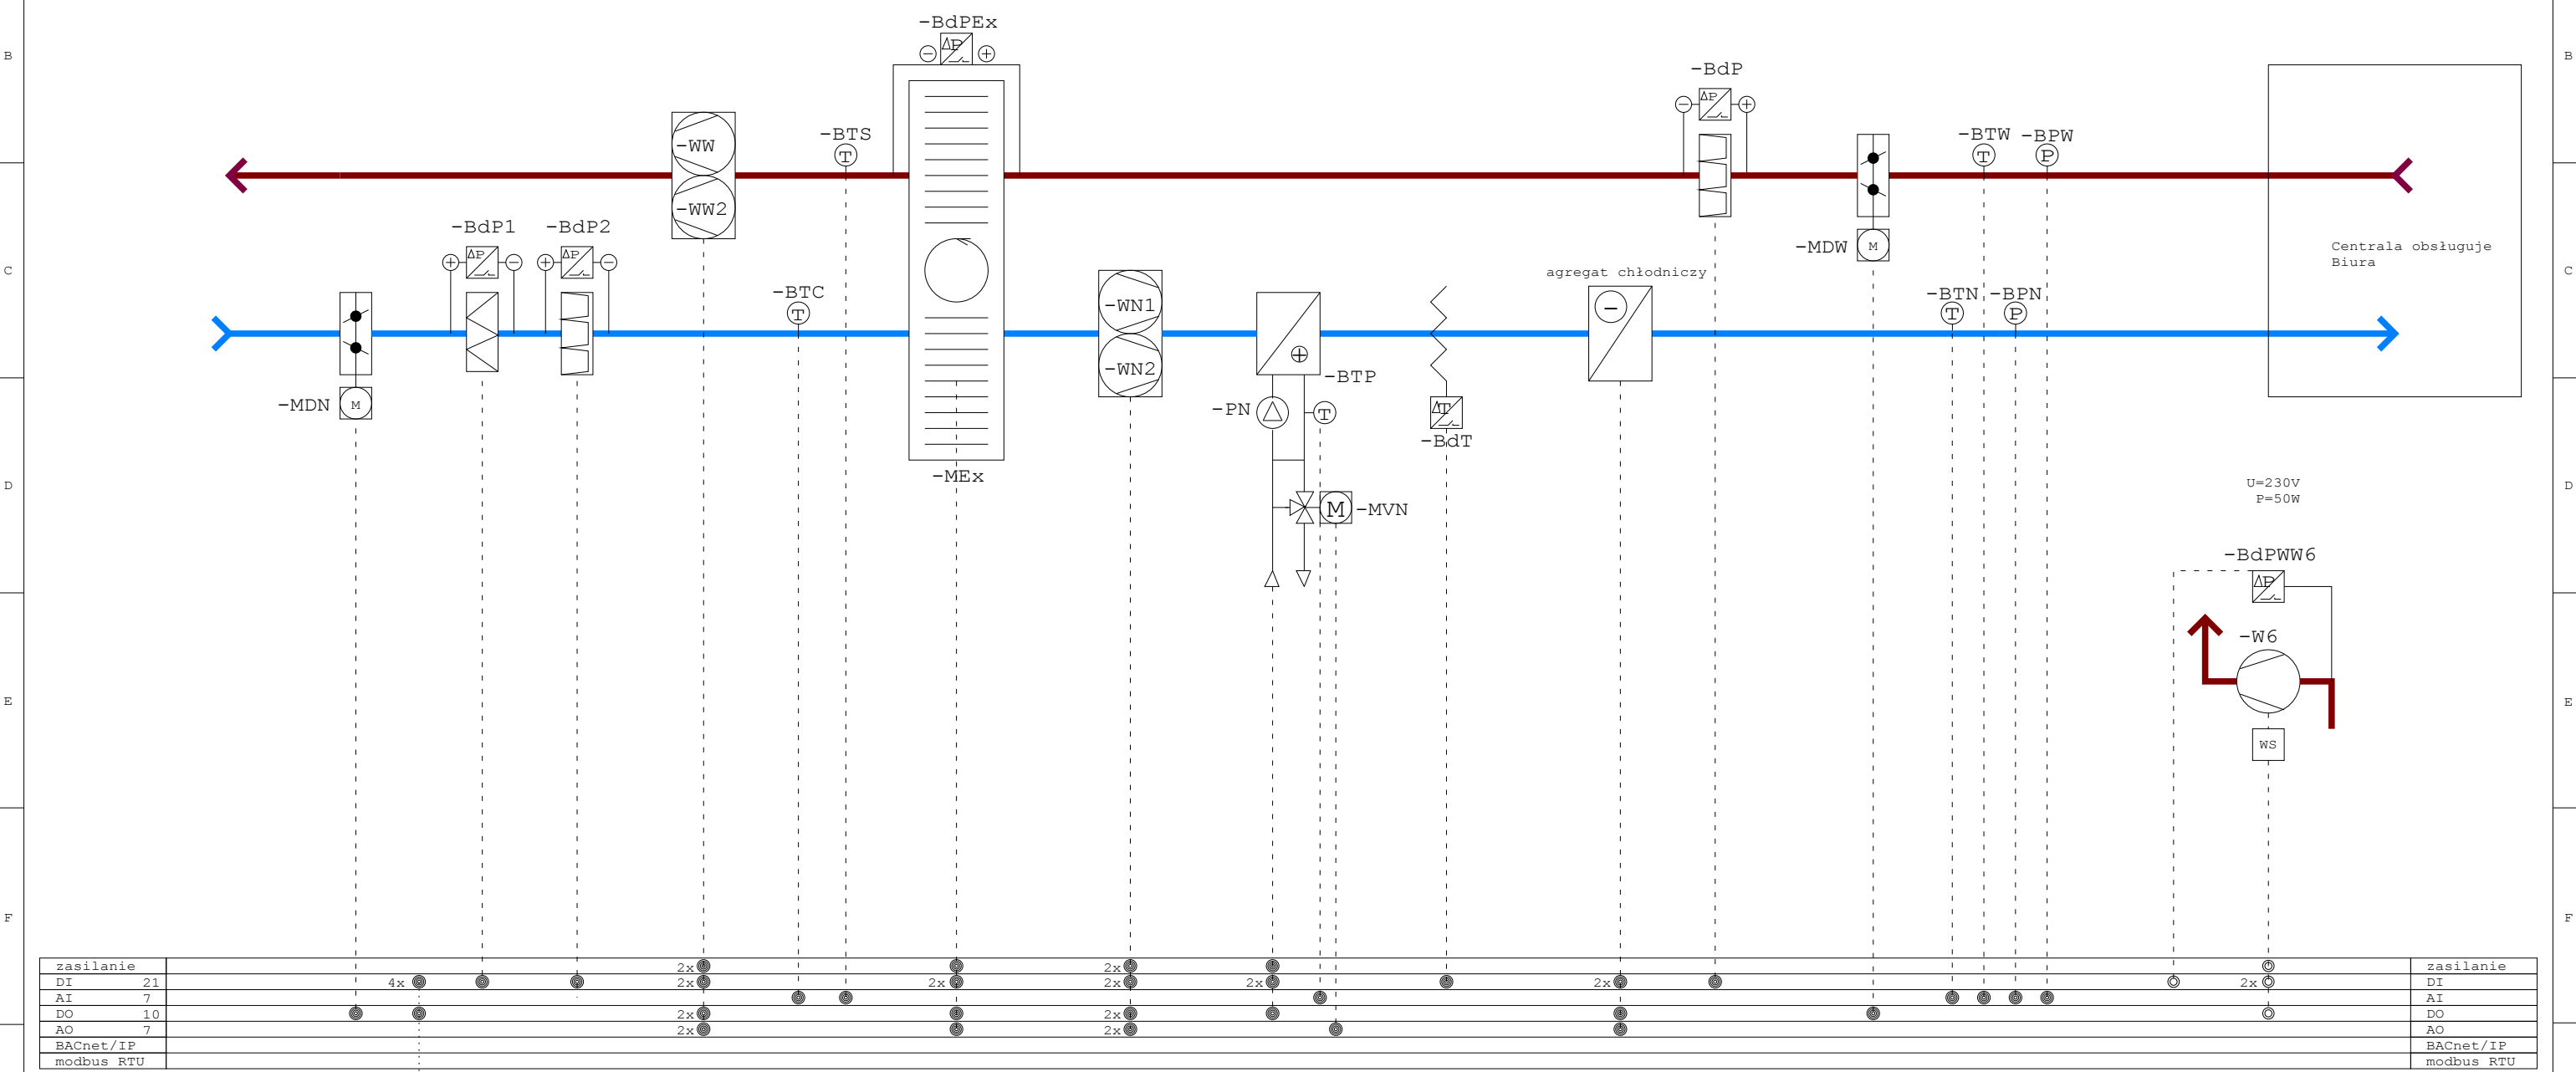 -BdPEx
B
ΔP
B
-BdP
ΔP
-WW
-BTS
T
-BTW
T
-BPW
P
-WW2
-BdP1
-BdP2
ΔP
ΔP
-MDW
M
Centrala obsługuje
Biura
C
agregat chłodniczy
C
-BTC
T
-WN1
-BTN
T
-BPN
P
-WN2
-BTP
-MDN
M
-PN
T
ΔT
-BdT
-MEx
D
U=230V
P=50W
D
M
-MVN
-BdPWW6
ΔP
-W6
E
E
WS
F
F
zasilanie 2x 2x zasilanie
DI 21 4x 2x 2x 2x 2x 2x 2x DI
AI 7 AI
DO 10 2x 2x DO
AO 7 2x 2x AO
BACnet/IP BACnet/IP
modbus RTU modbus RTU